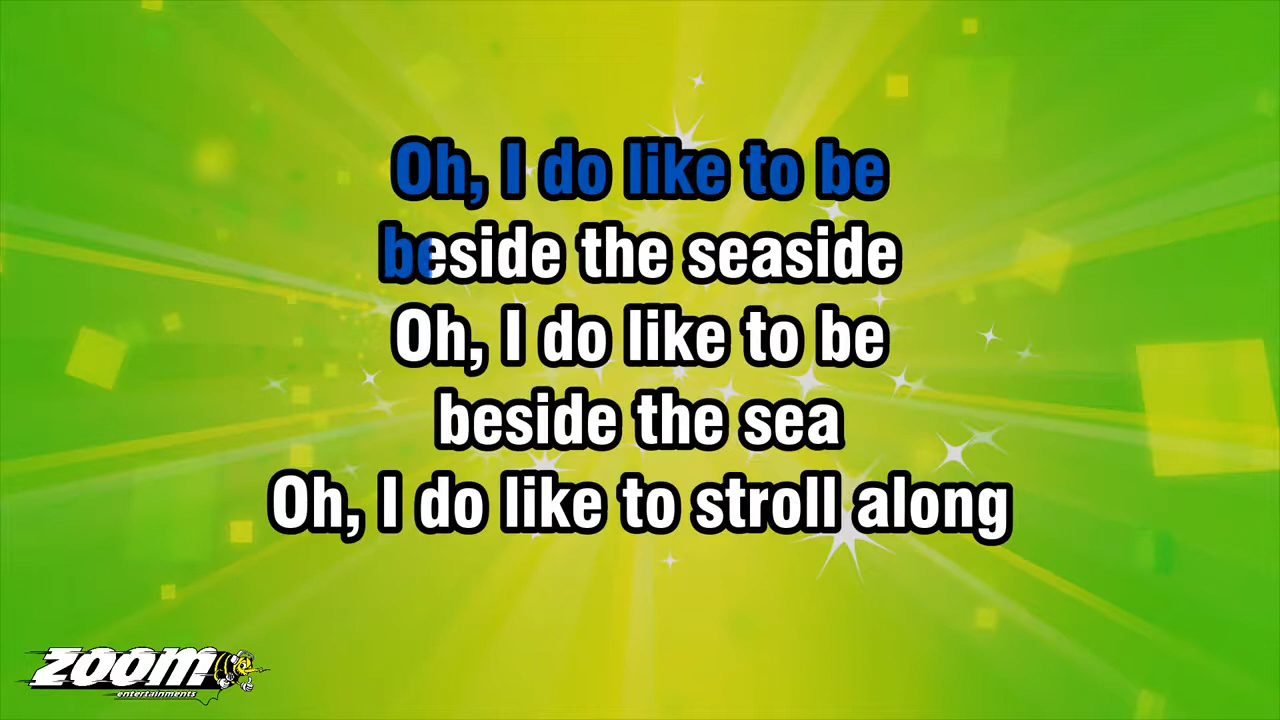 Oh, I do like to be
beside the seaside
Oh, I do like to be
beside the sea
Oh, I do like to stroll along
ZOOM
entertainments